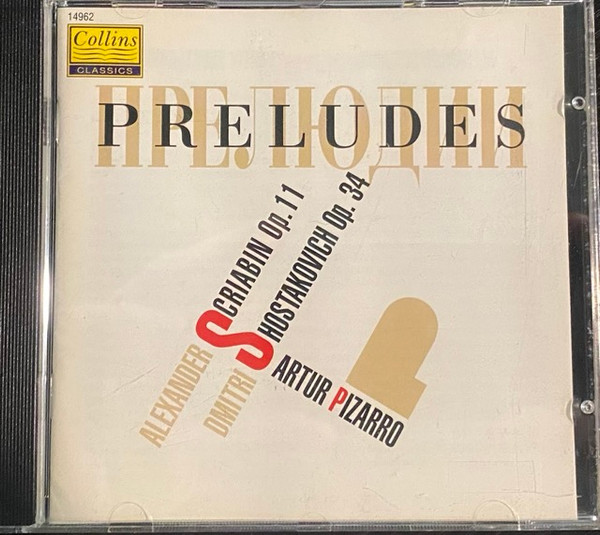 14962
Collins
CLASSICS
ПРЕЛЮДИИ
PRELUDES
ALEXANDER SCRIABIN Op. 11
DMITRI SHOSTAKOVICH Op. 34
ARTUR PIZARRO